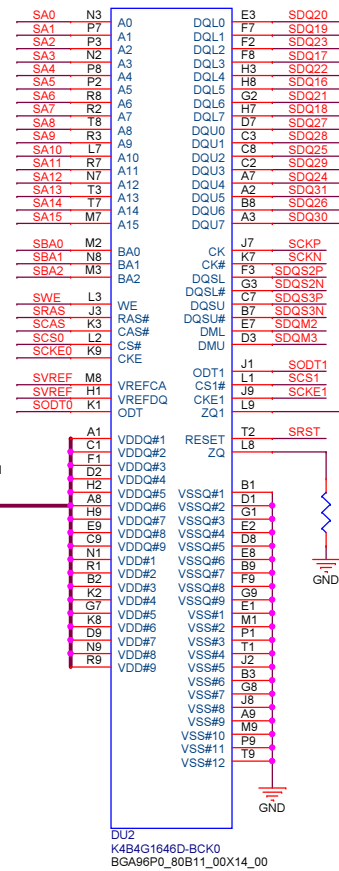 SA0 N3 A0 DQL0 E3 SDQ20
SA1 P7 A1 DQL1 F7 SDQ19
SA2 P3 A2 DQL2 F2 SDQ23
SA3 N2 A3 DQL3 F8 SDQ17
SA4 P8 A4 DQL4 H3 SDQ22
SA5 P2 A5 DQL5 H8 SDQ16
SA6 R8 A6 DQL6 G2 SDQ21
SA7 R2 A7 DQL7 H7 SDQ18
SA8 T8 A8 DQU0 D7 SDQ27
SA9 R3 A9 DQU1 C3 SDQ28
SA10 L7 A10 DQU2 C8 SDQ25
SA11 R7 A11 DQU3 C2 SDQ29
SA12 N7 A12 DQU4 A7 SDQ24
SA13 T3 A13 DQU5 A2 SDQ31
SA14 T7 A14 DQU6 B8 SDQ26
SA15 M7 A15 DQU7 A3 SDQ30
SBA0 M2 BA0 CK J7 SCKP
SBA1 N8 BA1 CK# K7 SCKN
SBA2 M3 BA2 DQSL F3 SDQS2P
DQSL# G3 SDQS2N
SWE L3 WE DQSU C7 SDQS3P
SRAS J3 RAS# DQSU# B7 SDQS3N
SCAS K3 CAS# DML E7 SDQM2
SCS0 L2 CS# DMU D3 SDQM3
SCKE0 K9 CKE
ODT1 J1 SODT1
SVREF M8 VREFCA CS1# L1 SCS1
SVREF H1 VREFDQ CKE1 J9 SCKE1
SODT0 K1 ODT ZQ1 L9
A1 VDDQ#1 RESET T2 SRST
C1 VDDQ#2 ZQ L8
F1 VDDQ#3
D2 VDDQ#4
H2 VDDQ#5 VSSQ#1 B1
A8 VDDQ#6 VSSQ#2 D1
H9 VDDQ#7 VSSQ#3 G1
E9 VDDQ#8 VSSQ#4 E2
C9 VDDQ#9 VSSQ#5 D8
N1 VDD#1 VSSQ#6 E8
R1 VDD#2 VSSQ#7 B9
B2 VDD#3 VSSQ#8 F9
K2 VDD#4 VSSQ#9 G9
G7 VDD#5 VSS#1 E1
K8 VDD#6 VSS#2 M1
D9 VDD#7 VSS#3 P1
N9 VDD#8 VSS#4 T1
R9 VDD#9 VSS#5 J2
VSS#6 B3
VSS#7 G8
VSS#8 J8
VSS#9 A9
VSS#10 M9
VSS#11 P9
VSS#12 T9
GND
GND
DU2
K4B4G1646D-BCK0
BGA96P0_80B11_00X14_00